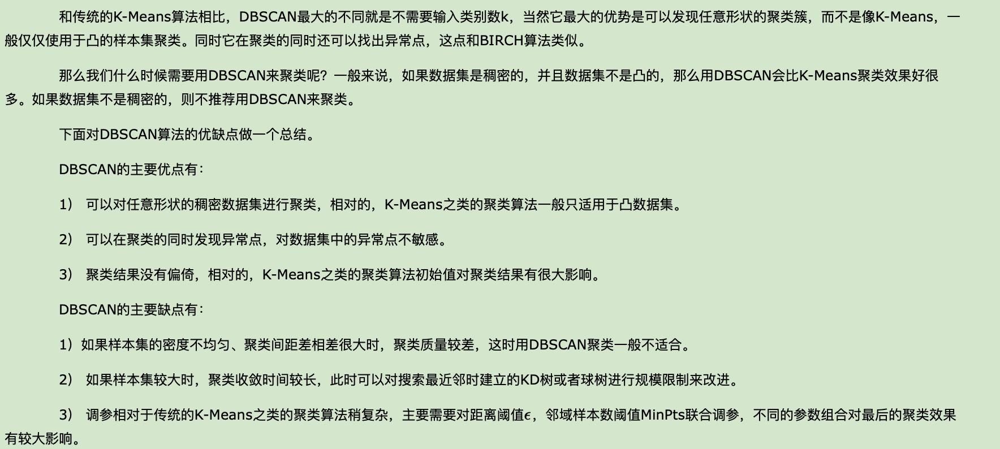 和传统的K-Means算法相比，DBSCAN最大的不同就是不需要输入类别数k，当然它最大的优势是可以发现任意形状的聚类簇，而不是像K-Means，一
般仅仅使用于凸的样本集聚类。同时它在聚类的同时还可以找出异常点，这点和BIRCH算法类似。
那么我们什么时候需要用DBSCAN来聚类呢？一般来说，如果数据集是稠密的，并且数据集不是凸的，那么用DBSCAN会比K-Means聚类效果好很
多。如果数据集不是稠密的，则不推荐用DBSCAN来聚类。
下面对DBSCAN算法的优缺点做一个总结。
DBSCAN的主要优点有：
1） 可以对任意形状的稠密数据集进行聚类，相对的，K-Means之类的聚类算法一般只适用于凸数据集。
2） 可以在聚类的同时发现异常点，对数据集中的异常点不敏感。
3） 聚类结果没有偏倚，相对的，K-Means之类的聚类算法初始值对聚类结果有很大影响。
DBSCAN的主要缺点有：
1）如果样本集的密度不均匀、聚类间距差相差很大时，聚类质量较差，这时用DBSCAN聚类一般不适合。
2） 如果样本集较大时，聚类收敛时间较长，此时可以对搜索最近邻时建立的KD树或者球树进行规模限制来改进。
3） 调参相对于传统的K-Means之类的聚类算法稍复杂，主要需要对距离阈值ϵ，邻域样本数阈值MinPts联合调参，不同的参数组合对最后的聚类效果
有较大影响。